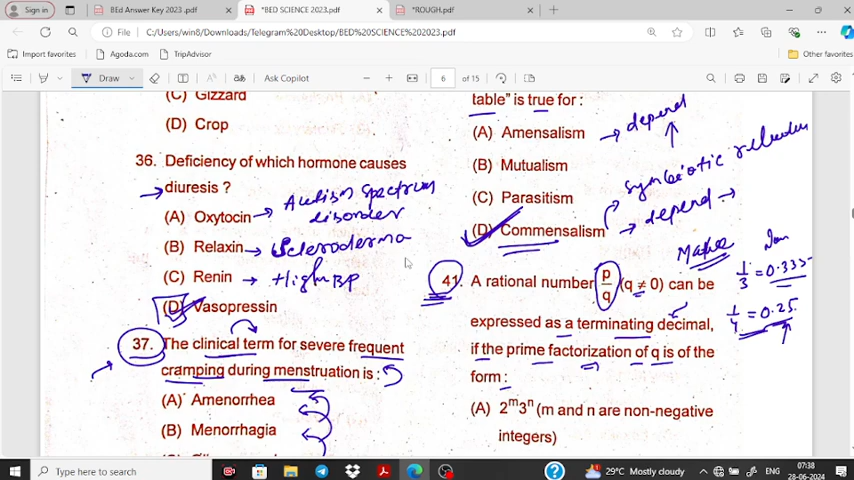 Sign in
BEd Answer Key 2023 .pdf
*BED SCIENCE 2023.pdf
*ROUGH.pdf
File
C:/Users/win8/Downloads/Telegram%20Desktop/BED%20SCIENCE%202023.pdf
Import favorites
Agoda.com
TripAdvisor
Other favorites
Draw
Ask Copilot
6
of 15
(C) Gizzard
(D) Crop
36. Deficiency of which hormone causes
diuresis ?
(A) Oxytocin → Autism spectrum
disorder
(B) Relaxin → Scleroderma
(C) Renin → High BP
(D) Vasopressin
37. The clinical term for severe frequent
cramping during menstruation is :
(A) Amenorrhea
(B) Menorrhagia
table" is true for :
(A) Amensalism → depend
(B) Mutualism
symbiotic
(C) Parasitism
(D) Commensalism → depend →
41. A rational number p/q (q ≠ 0) can be
expressed as a terminating decimal,
if the prime factorization of q is of the
form :
1/3 = 0.333
1/4 = 0.25
(A) 2^m3^n (m and n are non-negative
integers)
Type here to search
29°C Mostly cloudy
ENG
07:38
28-06-2024